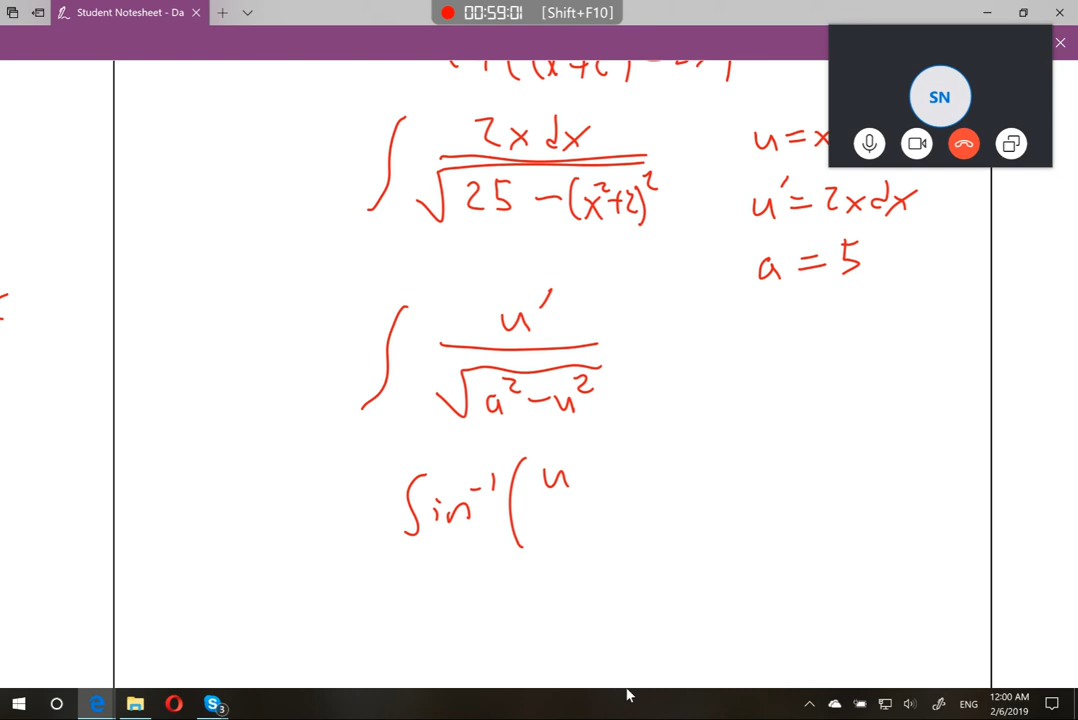 Student Notesheet - Da
00:59:01 [Shift+F10]
SN
∫ 2x dx / √(25 − (x²+2)²)
u = x
u' = 2x dx
a = 5
∫ u' / √(a² − u²)
sin⁻¹ ( u
3
ENG
12:00 AM
2/6/2019